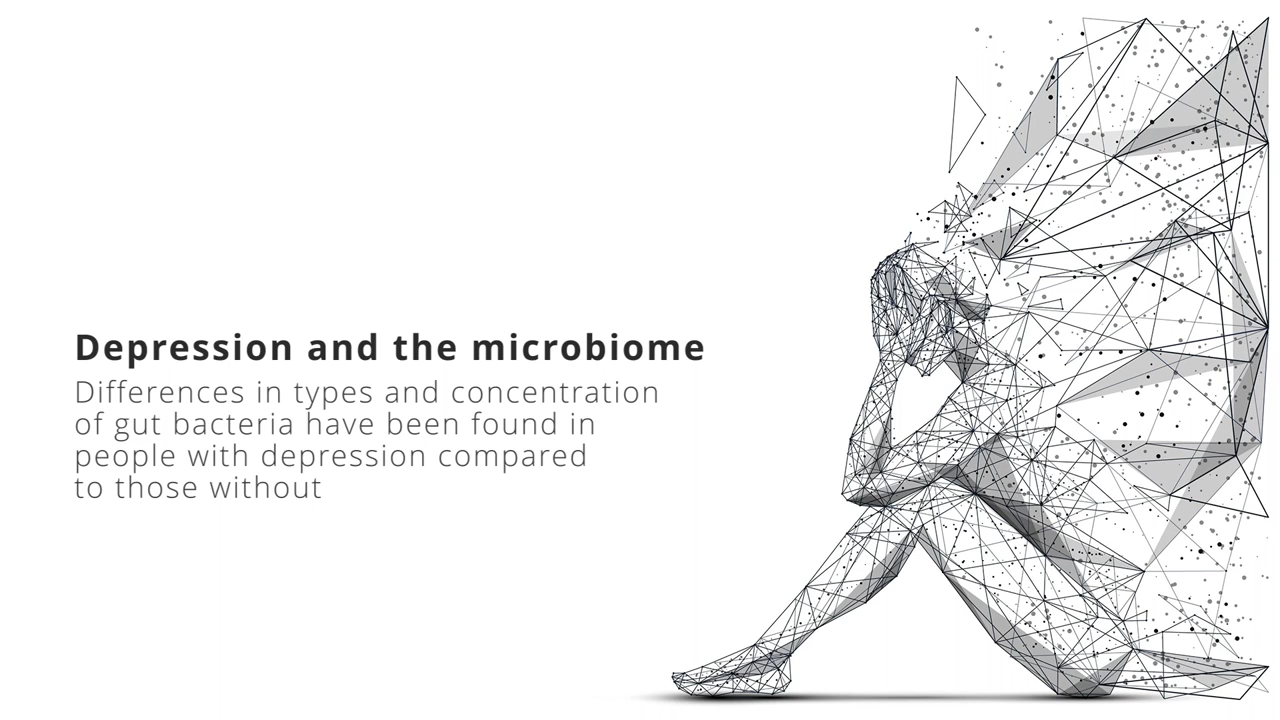 Depression and the microbiome
Differences in types and concentration
of gut bacteria have been found in
people with depression compared
to those without